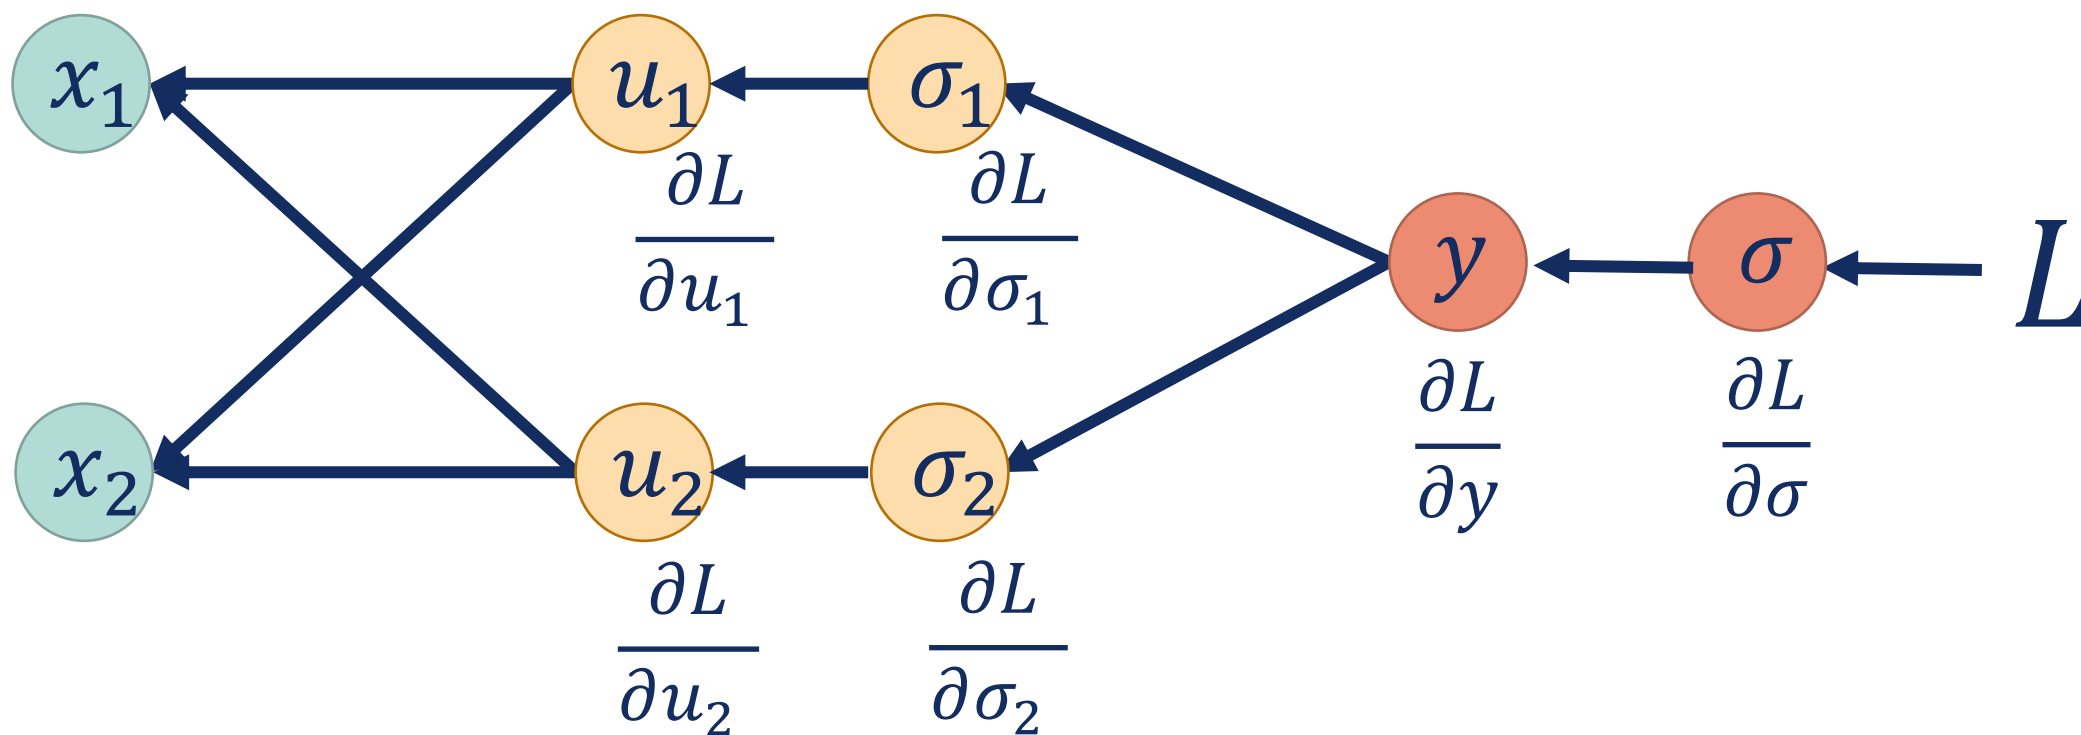 x₁ u₁ σ₁
∂L/∂u₁ ∂L/∂σ₁
y σ L
∂L/∂y ∂L/∂σ
x₂ u₂ σ₂
∂L/∂u₂ ∂L/∂σ₂